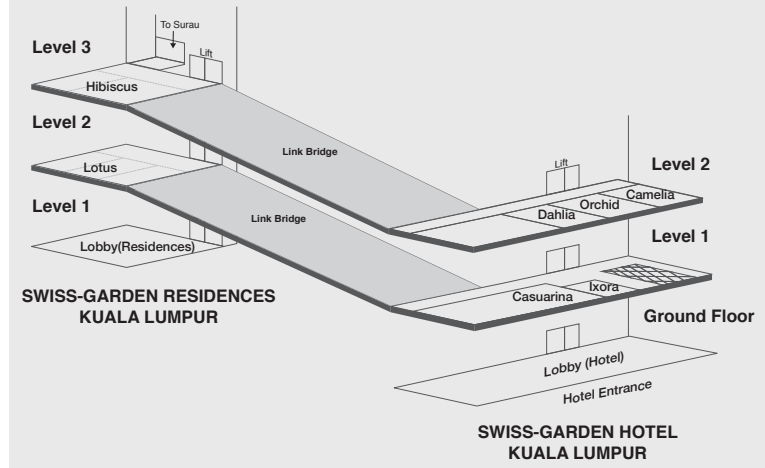 To Surau
Level 3
Lift
Hibiscus
Level 2
Link Bridge
Lotus
Lift
Level 2
Camelia
Orchid
Dahlia
Level 1
Link Bridge
Level 1
Lobby(Residences)
Casuarina
Ixora
SWISS-GARDEN RESIDENCES
KUALA LUMPUR
Ground Floor
Lobby (Hotel)
Hotel Entrance
SWISS-GARDEN HOTEL
KUALA LUMPUR